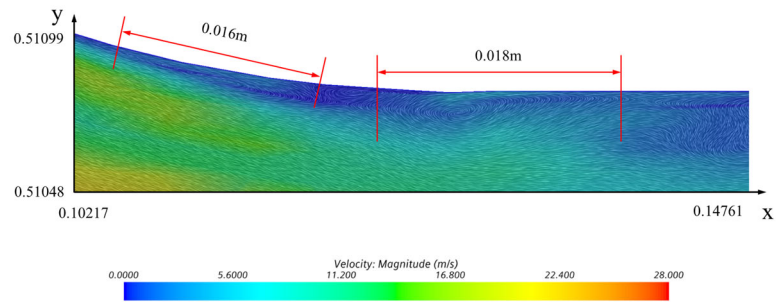 y
0.51099
0.016m
0.018m
0.51048
0.10217
0.14761
x
Velocity: Magnitude (m/s)
0.0000 5.6000 11.200 16.800 22.400 28.000